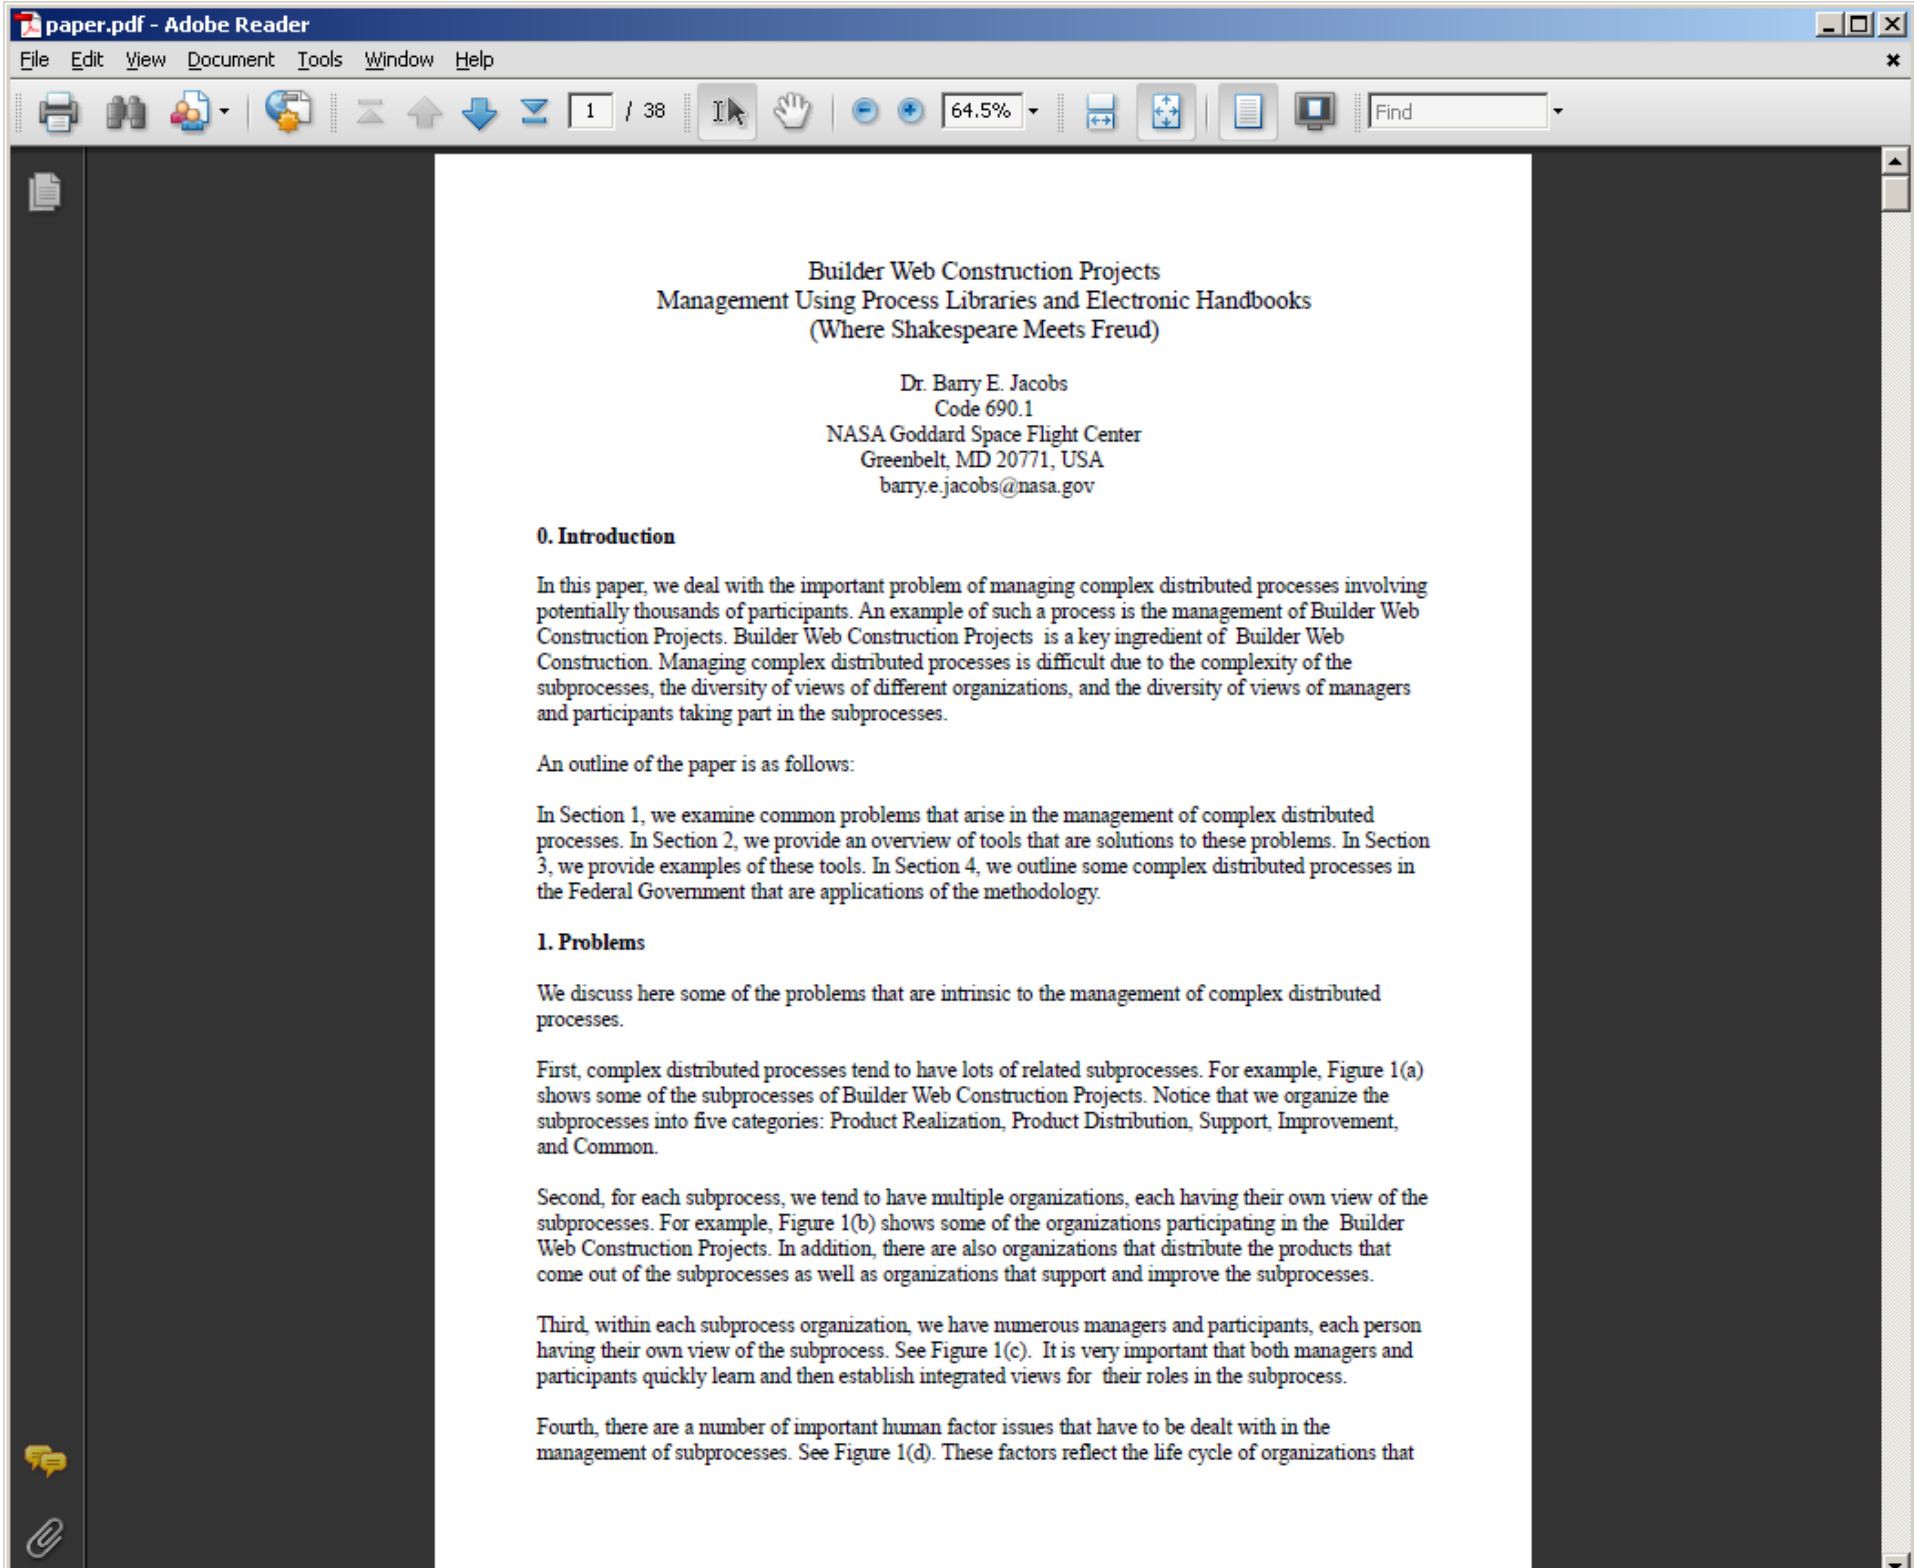 paper.pdf - Adobe Reader
File Edit View Document Tools Window Help
1 / 38 64.5% Find
Builder Web Construction Projects
Management Using Process Libraries and Electronic Handbooks
(Where Shakespeare Meets Freud)
Dr. Barry E. Jacobs
Code 690.1
NASA Goddard Space Flight Center
Greenbelt, MD 20771, USA
barry.e.jacobs@nasa.gov
0. Introduction
In this paper, we deal with the important problem of managing complex distributed processes involving
potentially thousands of participants. An example of such a process is the management of Builder Web
Construction Projects. Builder Web Construction Projects  is a key ingredient of  Builder Web
Construction. Managing complex distributed processes is difficult due to the complexity of the
subprocesses, the diversity of views of different organizations, and the diversity of views of managers
and participants taking part in the subprocesses.
An outline of the paper is as follows:
In Section 1, we examine common problems that arise in the management of complex distributed
processes. In Section 2, we provide an overview of tools that are solutions to these problems. In Section
3, we provide examples of these tools. In Section 4, we outline some complex distributed processes in
the Federal Government that are applications of the methodology.
1. Problems
We discuss here some of the problems that are intrinsic to the management of complex distributed
processes.
First, complex distributed processes tend to have lots of related subprocesses. For example, Figure 1(a)
shows some of the subprocesses of Builder Web Construction Projects. Notice that we organize the
subprocesses into five categories: Product Realization, Product Distribution, Support, Improvement,
and Common.
Second, for each subprocess, we tend to have multiple organizations, each having their own view of the
subprocesses. For example, Figure 1(b) shows some of the organizations participating in the  Builder
Web Construction Projects. In addition, there are also organizations that distribute the products that
come out of the subprocesses as well as organizations that support and improve the subprocesses.
Third, within each subprocess organization, we have numerous managers and participants, each person
having their own view of the subprocess. See Figure 1(c).  It is very important that both managers and
participants quickly learn and then establish integrated views for  their roles in the subprocess.
Fourth, there are a number of important human factor issues that have to be dealt with in the
management of subprocesses. See Figure 1(d). These factors reflect the life cycle of organizations that